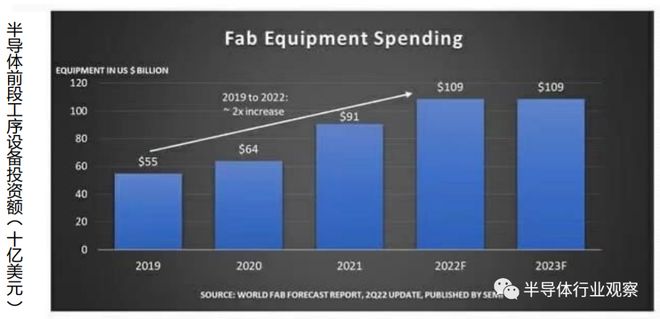 半导体前段工序设备投资额（十亿美元）
Fab Equipment Spending
EQUIPMENT IN US $ BILLION
120
100
80
60
40
20
0
2019 to 2022:
~ 2x increase
$55
$64
$91
$109
$109
2019
2020
2021
2022F
2023F
SOURCE: WORLD FAB FORECAST REPORT, 2Q22 UPDATE, PUBLISHED BY SEMI
半导体行业观察